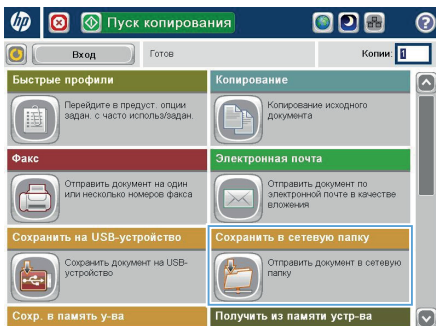 hp
Пуск копирования
?
Вход
Готов
Копии: 1
Быстрые профили
Копирование
Перейдите в предуст. опции
задан. с часто использ/задан.
Копирование исходного
документа
Факс
Электронная почта
Отправить документ на один
или несколько номеров факса
Отправить документ по
электронной почте в качестве
вложения
Сохранить на USB-устройство
Сохранить в сетевую папку
Сохранить документ на USB-
устройство
Отправить документ в сетевую
папку
Сохр. в память у-ва
Получить из памяти устр-ва